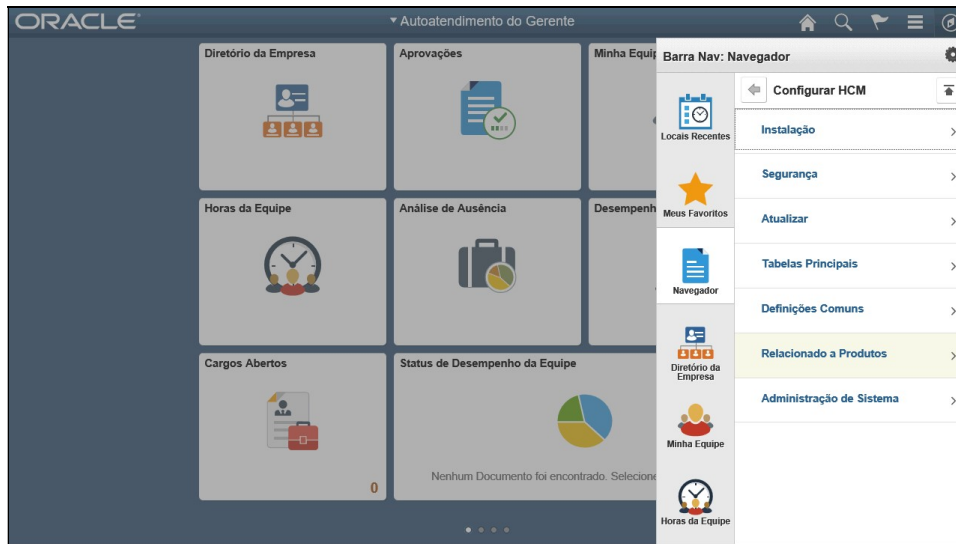 ORACLE
Autoatendimento do Gerente
Diretório da Empresa
Aprovações
Minha Equip
Horas da Equipe
Análise de Ausência
Desempenh
Cargos Abertos
0
Status de Desempenho da Equipe
Nenhum Documento foi encontrado. Selecione
Barra Nav: Navegador
Locais Recentes
Meus Favoritos
Navegador
Diretório da
Empresa
Minha Equipe
Horas da Equipe
Configurar HCM
Instalação
Segurança
Atualizar
Tabelas Principais
Definições Comuns
Relacionado a Produtos
Administração de Sistema